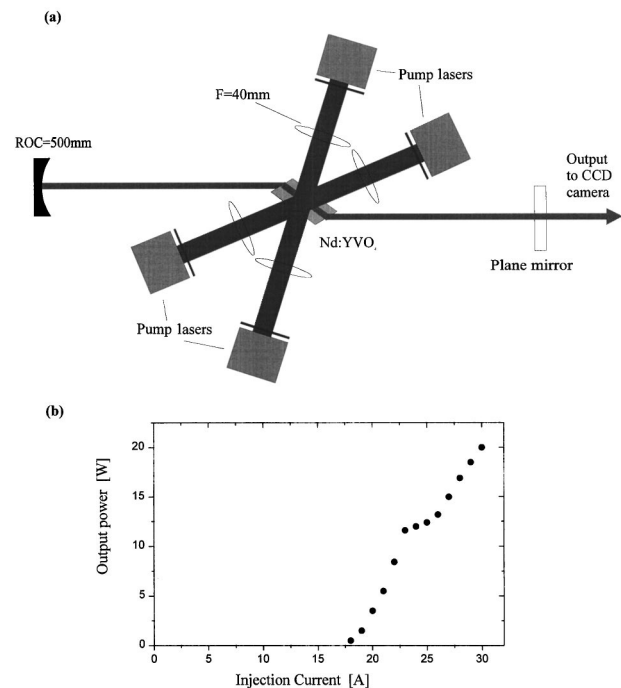 (a)
Pump lasers
F=40mm
ROC=500mm
Output
to CCD
camera
Nd:YVO
Plane mirror
Pump lasers
(b)
20
15
10
5
0
Output power [W]
0 5 10 15 20 25 30
Injection Current [A]